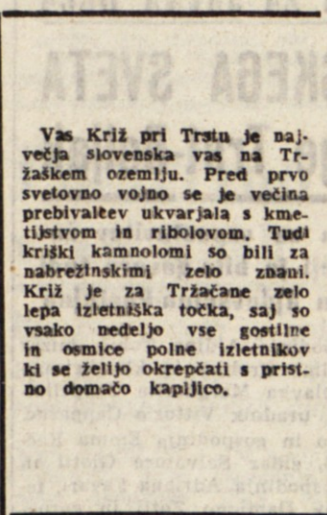 Vas Križ pri Trstu je naj-
večja slovenska vas na Tr-
žaškem ozemlju. Pred prvo
svetovno vojno se je večina
prebivaltev ukvarjala s kme-
tijstvom in ribolovom. Tudi
kriški kamnolomi so bili za
nabrežinskimi zelo znani.
Križ je za Tržačane zelo
lepa izletniška točka, saj so
vsako nedeljo vse gostilne
in osmice polne izletnikov
ki se želijo okrepčati s prist-
no domačo kapljico.